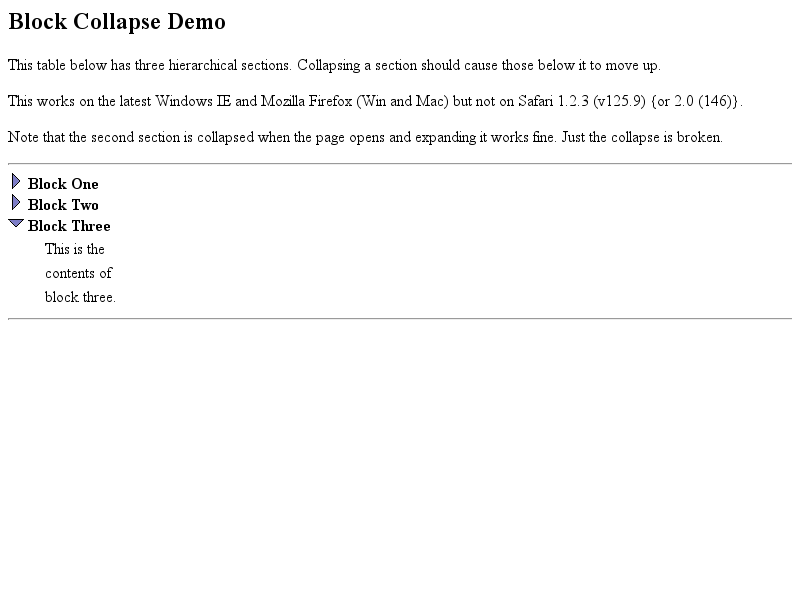 Block Collapse Demo
This table below has three hierarchical sections. Collapsing a section should cause those below it to move up.
This works on the latest Windows IE and Mozilla Firefox (Win and Mac) but not on Safari 1.2.3 (v125.9) {or 2.0 (146)}.
Note that the second section is collapsed when the page opens and expanding it works fine. Just the collapse is broken.
Block One
Block Two
Block Three
This is the
contents of
block three.